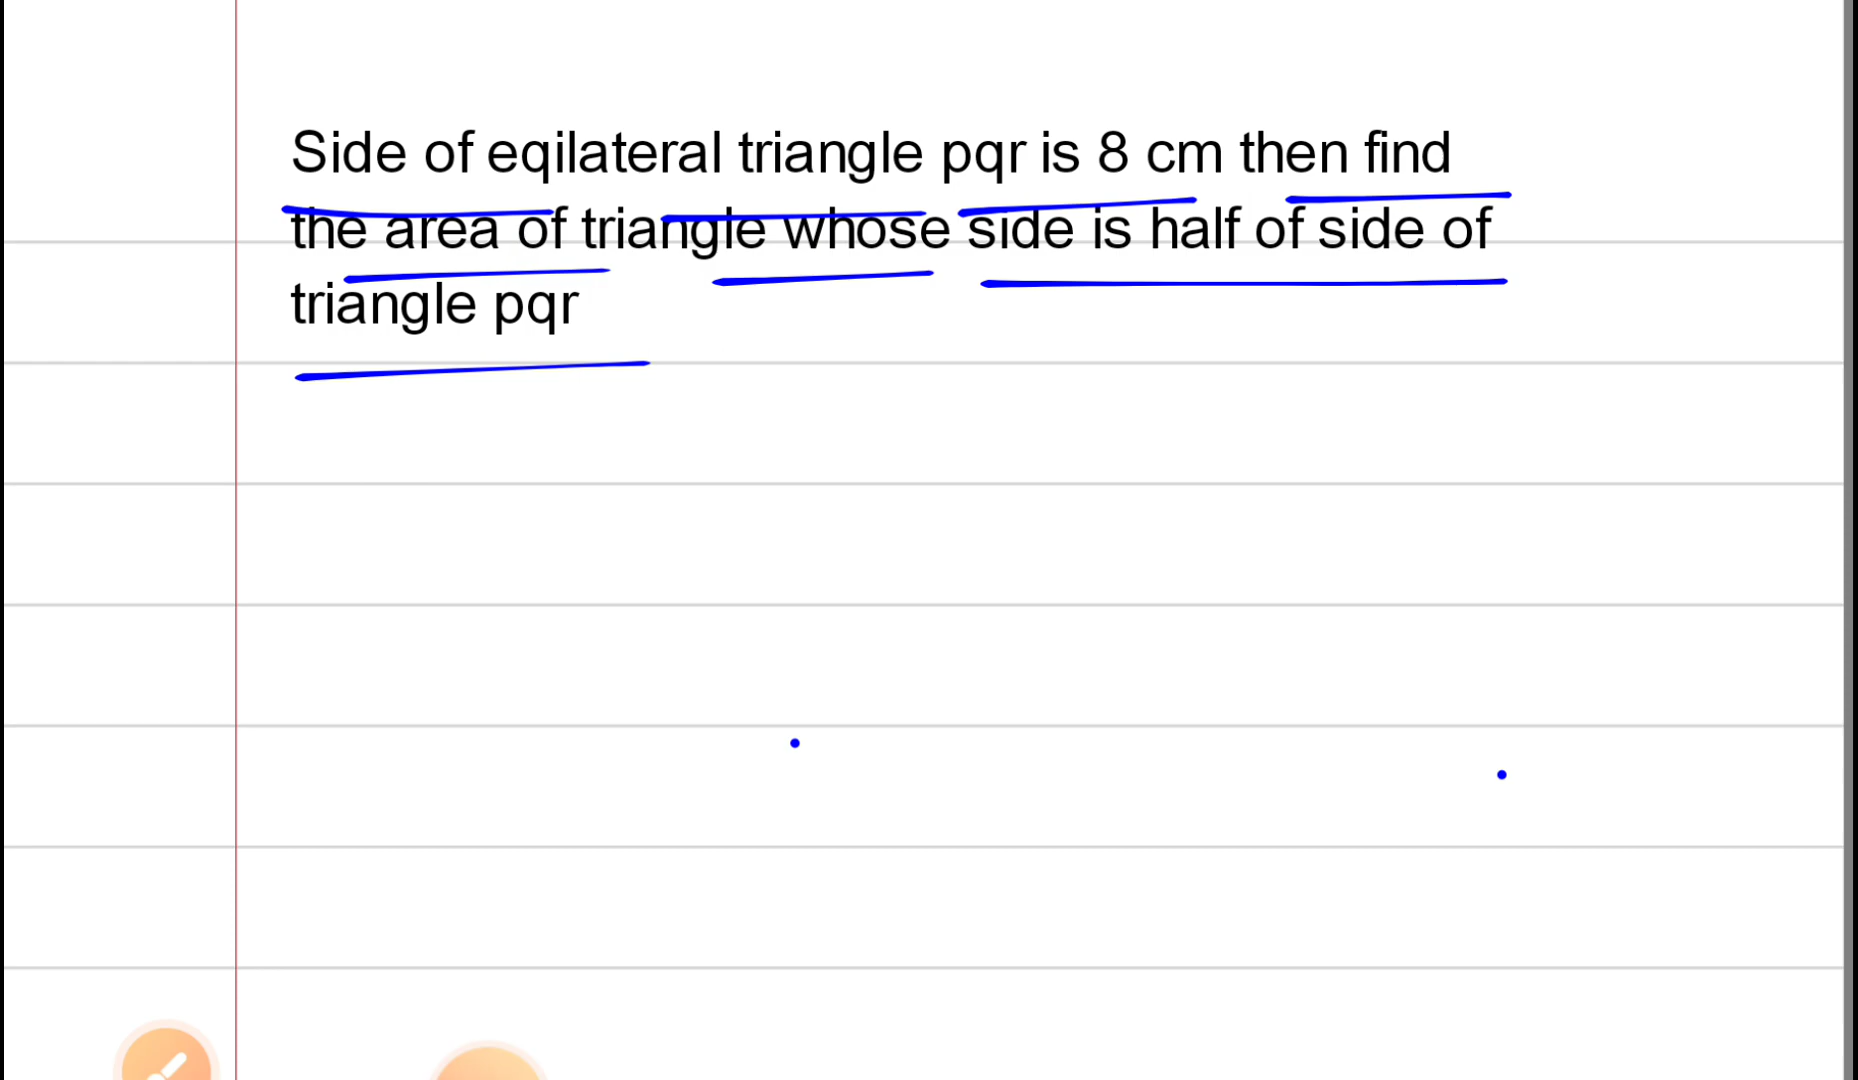 Side of eqilateral triangle pqr is 8 cm then find
the area of triangle whose side is half of side of
triangle pqr